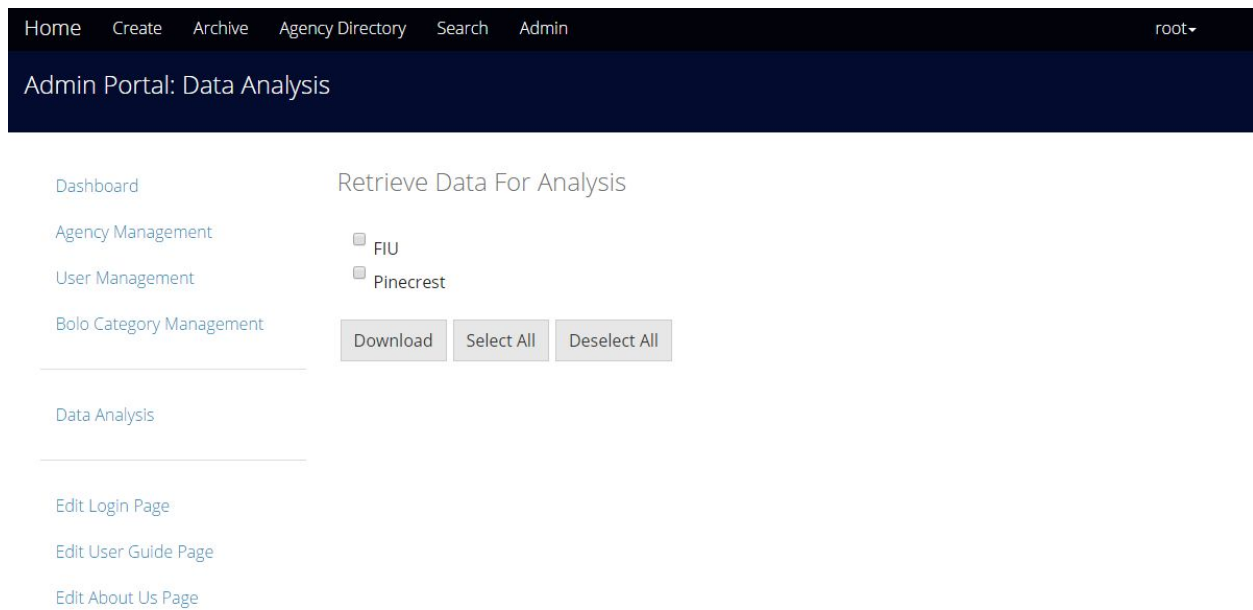 Home Create Archive Agency Directory Search Admin root
Admin Portal: Data Analysis
Dashboard
Agency Management
User Management
Bolo Category Management
Data Analysis
Edit Login Page
Edit User Guide Page
Edit About Us Page
Retrieve Data For Analysis
FIU
Pinecrest
Download Select All Deselect All